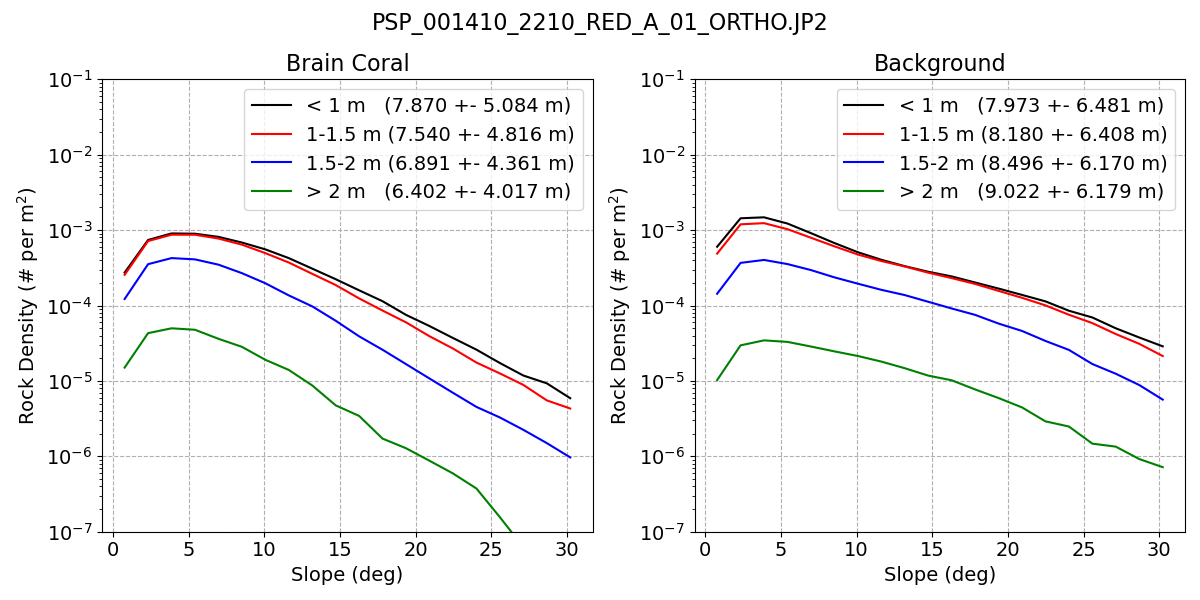 PSP_001410_2210_RED_A_01_ORTHO.JP2
Brain Coral
< 1 m (7.870 +- 5.084 m)
1-1.5 m (7.540 +- 4.816 m)
1.5-2 m (6.891 +- 4.361 m)
> 2 m (6.402 +- 4.017 m)
Rock Density (# per m²)
10⁻¹
10⁻²
10⁻³
10⁻⁴
10⁻⁵
10⁻⁶
10⁻⁷
0 5 10 15 20 25 30
Slope (deg)
Background
< 1 m (7.973 +- 6.481 m)
1-1.5 m (8.180 +- 6.408 m)
1.5-2 m (8.496 +- 6.170 m)
> 2 m (9.022 +- 6.179 m)
Rock Density (# per m²)
10⁻¹
10⁻²
10⁻³
10⁻⁴
10⁻⁵
10⁻⁶
10⁻⁷
0 5 10 15 20 25 30
Slope (deg)